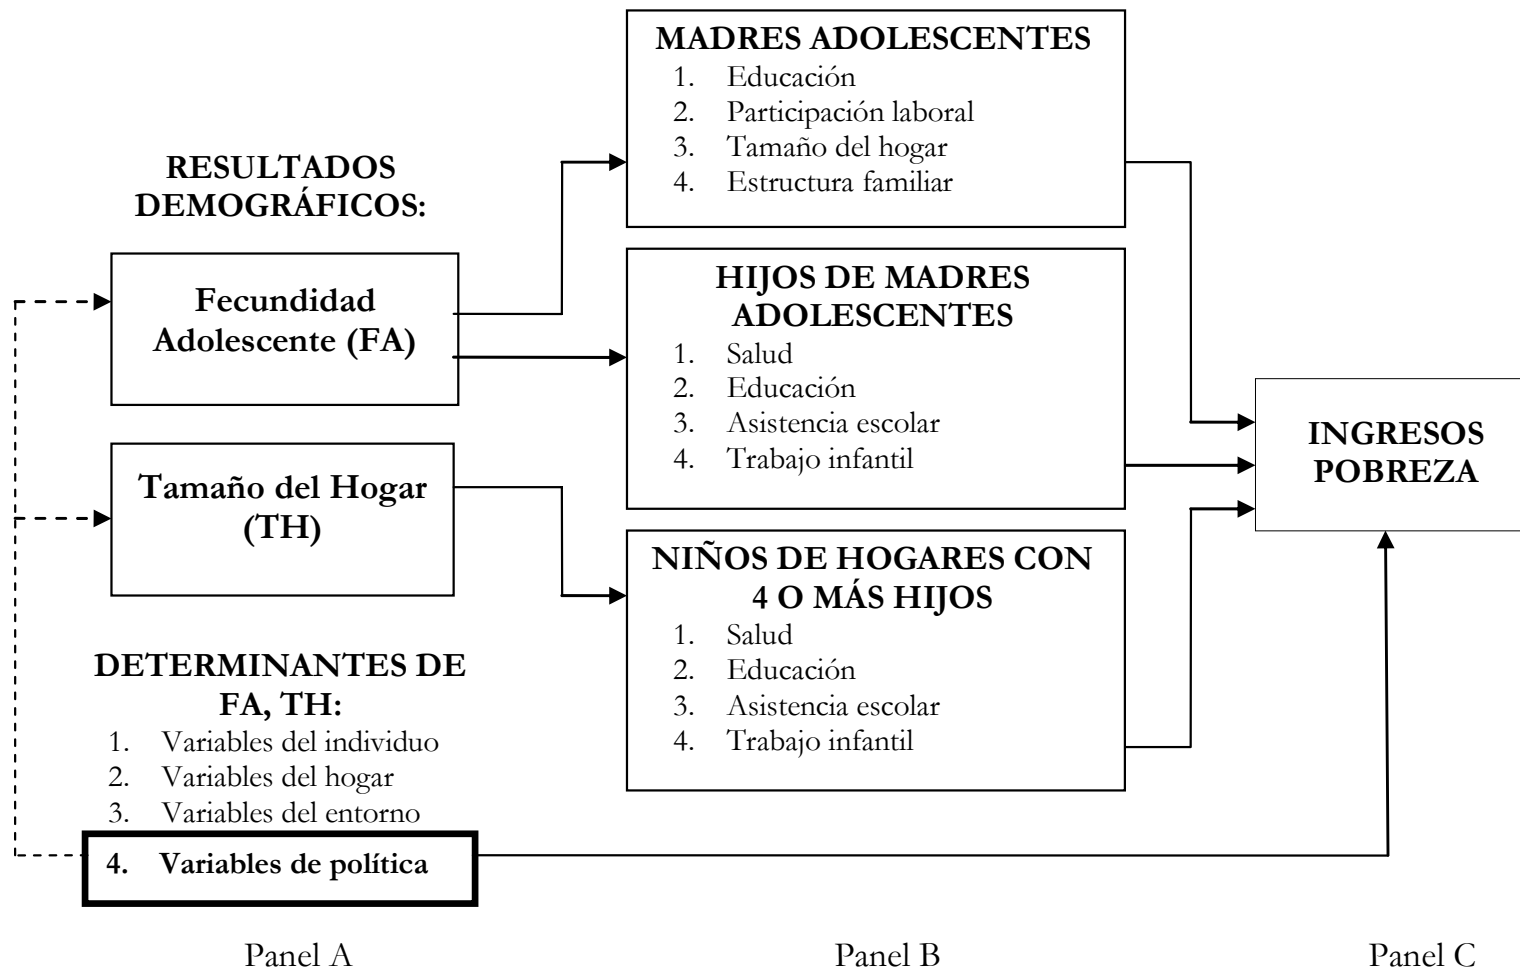 RESULTADOS
DEMOGRÁFICOS:
Fecundidad
Adolescente (FA)
Tamaño del Hogar
(TH)
DETERMINANTES DE
FA, TH:
1. Variables del individuo
2. Variables del hogar
3. Variables del entorno
4. Variables de política
Panel A
MADRES ADOLESCENTES
1. Educación
2. Participación laboral
3. Tamaño del hogar
4. Estructura familiar
HIJOS DE MADRES
ADOLESCENTES
1. Salud
2. Educación
3. Asistencia escolar
4. Trabajo infantil
NIÑOS DE HOGARES CON
4 O MÁS HIJOS
1. Salud
2. Educación
3. Asistencia escolar
4. Trabajo infantil
Panel B
INGRESOS
POBREZA
Panel C